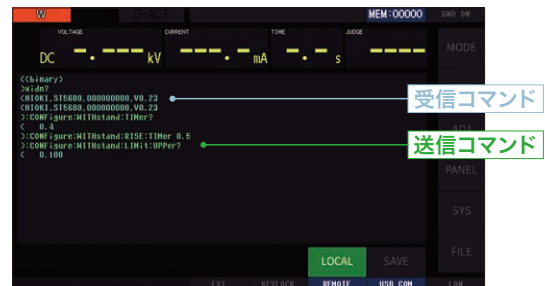 W D-ACT MEM:00000 GND ON
VOLTAGE CURRENT TIME JUDGE
DC -.--- kV ---.- mA -.- s ----
MODE
<<binary>
>*idn?
<HIOKI,ST5680,000000000,V0.23
<HIOKI,ST5680,000000000,V0.23
>:CONFigure:WITHstand:TIMer?
< 0.4
>:CONFigure:WITHstand:RISE:TIMer 0.5
>:CONFigure:WITHstand:LIMit:UPPer?
< 0.100
受信コマンド
ADJ
送信コマンド
PANEL
SYS
FILE
LOCAL SAVE
EXT KEYLOCK REMOTE USB COM LAN